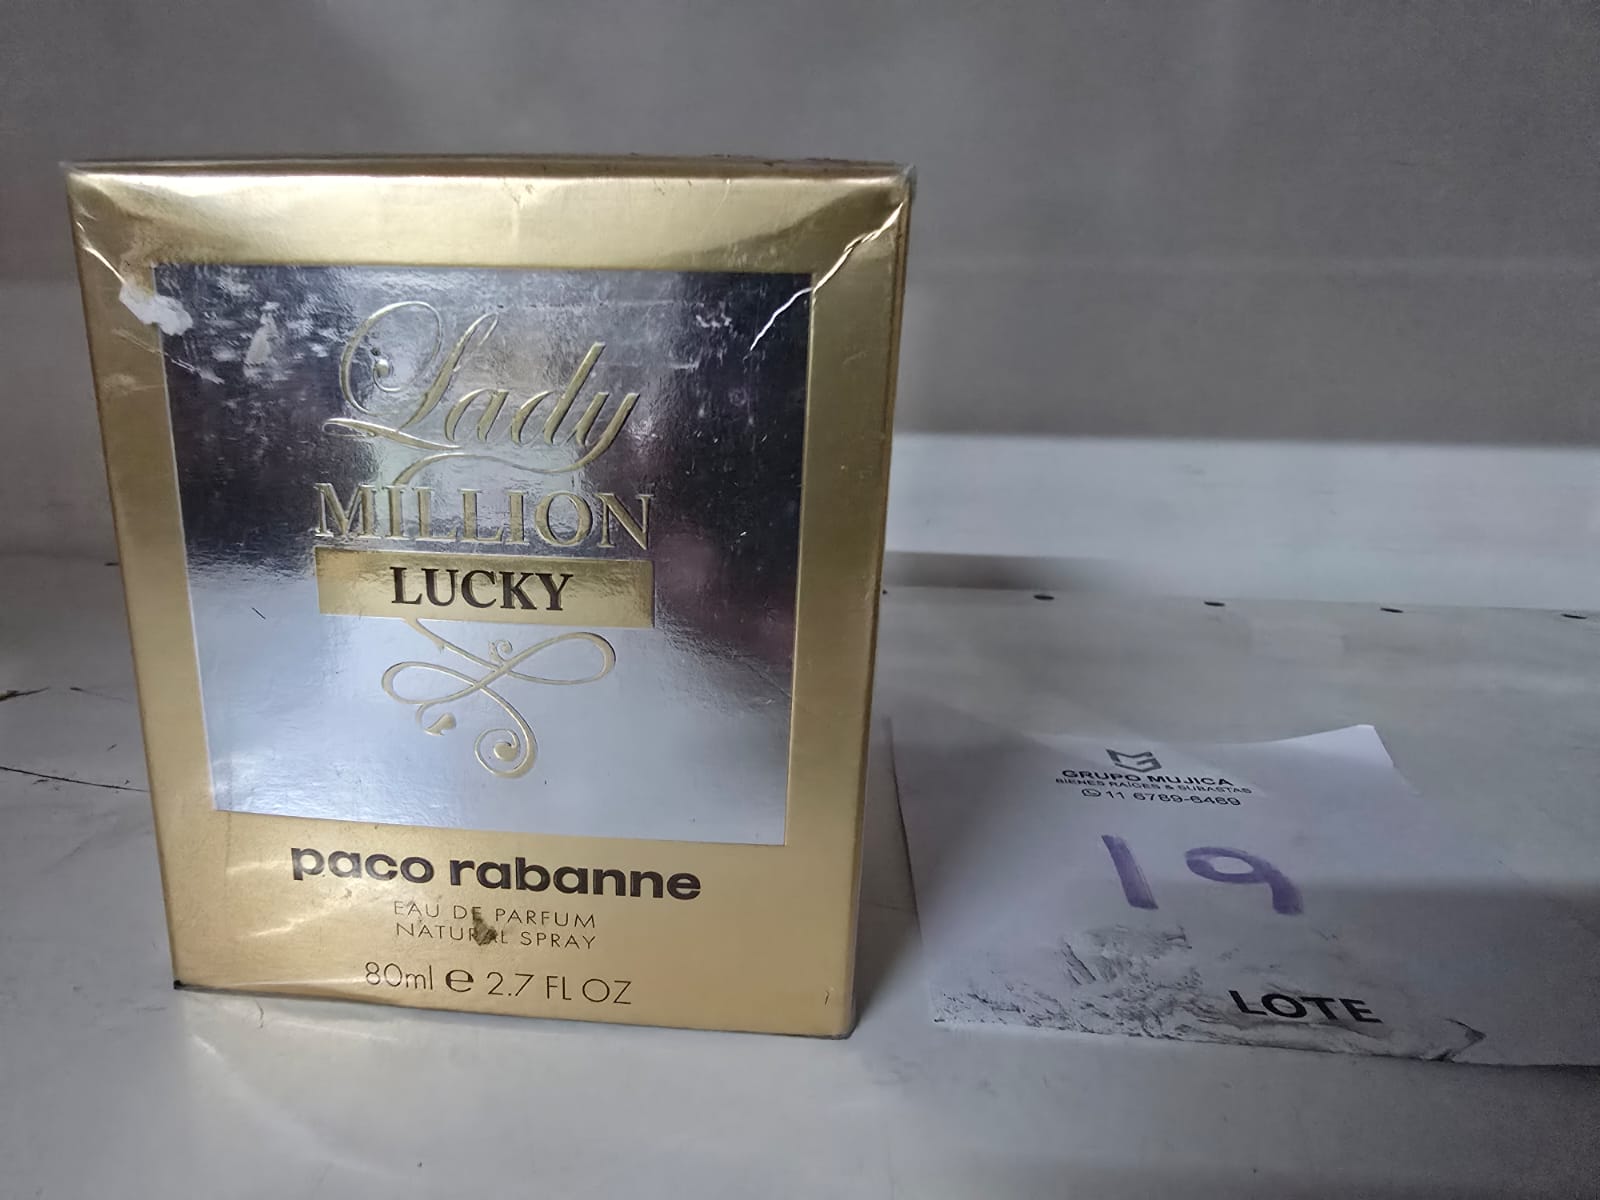 Lady
MILLION
LUCKY
paco rabanne
EAU DE PARFUM
NATURAL SPRAY
80ml ℮ 2.7 FL OZ
GRUPO MUJICA
BIENES RAÍCES & SUBASTAS
11 6789-6469
19
LOTE